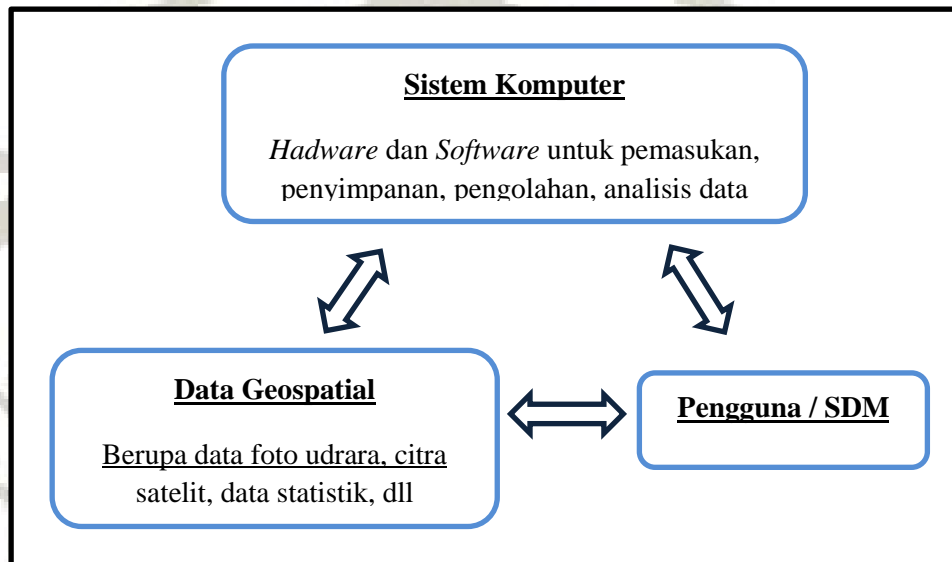 Sistem Komputer
Hadware dan Software untuk pemasukan,
penyimpanan, pengolahan, analisis data
Data Geospatial
Berupa data foto udrara, citra
satelit, data statistik, dll
Pengguna / SDM